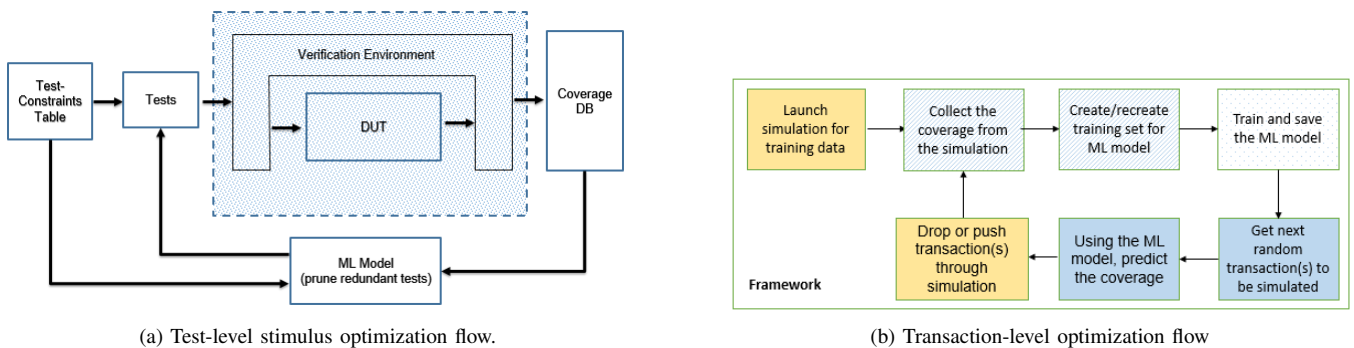 Verification Environment
Test-
Constraints
Table
Tests
DUT
Coverage
DB
ML Model
(prune redundant tests)
(a) Test-level stimulus optimization flow.
Launch
simulation for
training data
Collect the
coverage from
the simulation
Create/recreate
training set for
ML model
Train and save
the ML model
Drop or push
transaction(s)
through
simulation
Using the ML
model, predict
the coverage
Get next
random
transaction(s) to
be simulated
Framework
(b) Transaction-level optimization flow